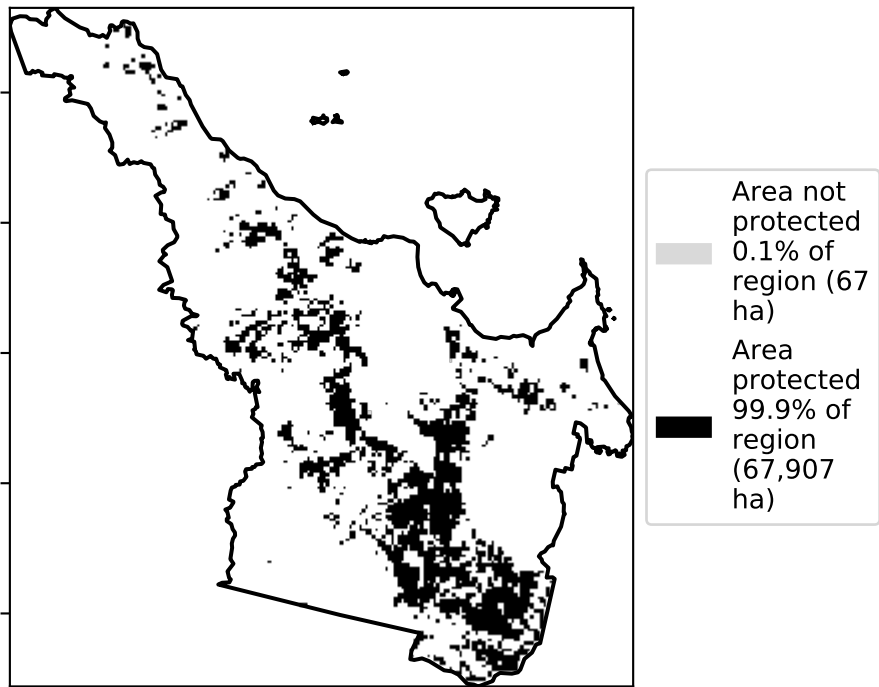 Area not
protected
0.1% of
region (67
ha)
Area
protected
99.9% of
region
(67,907
ha)